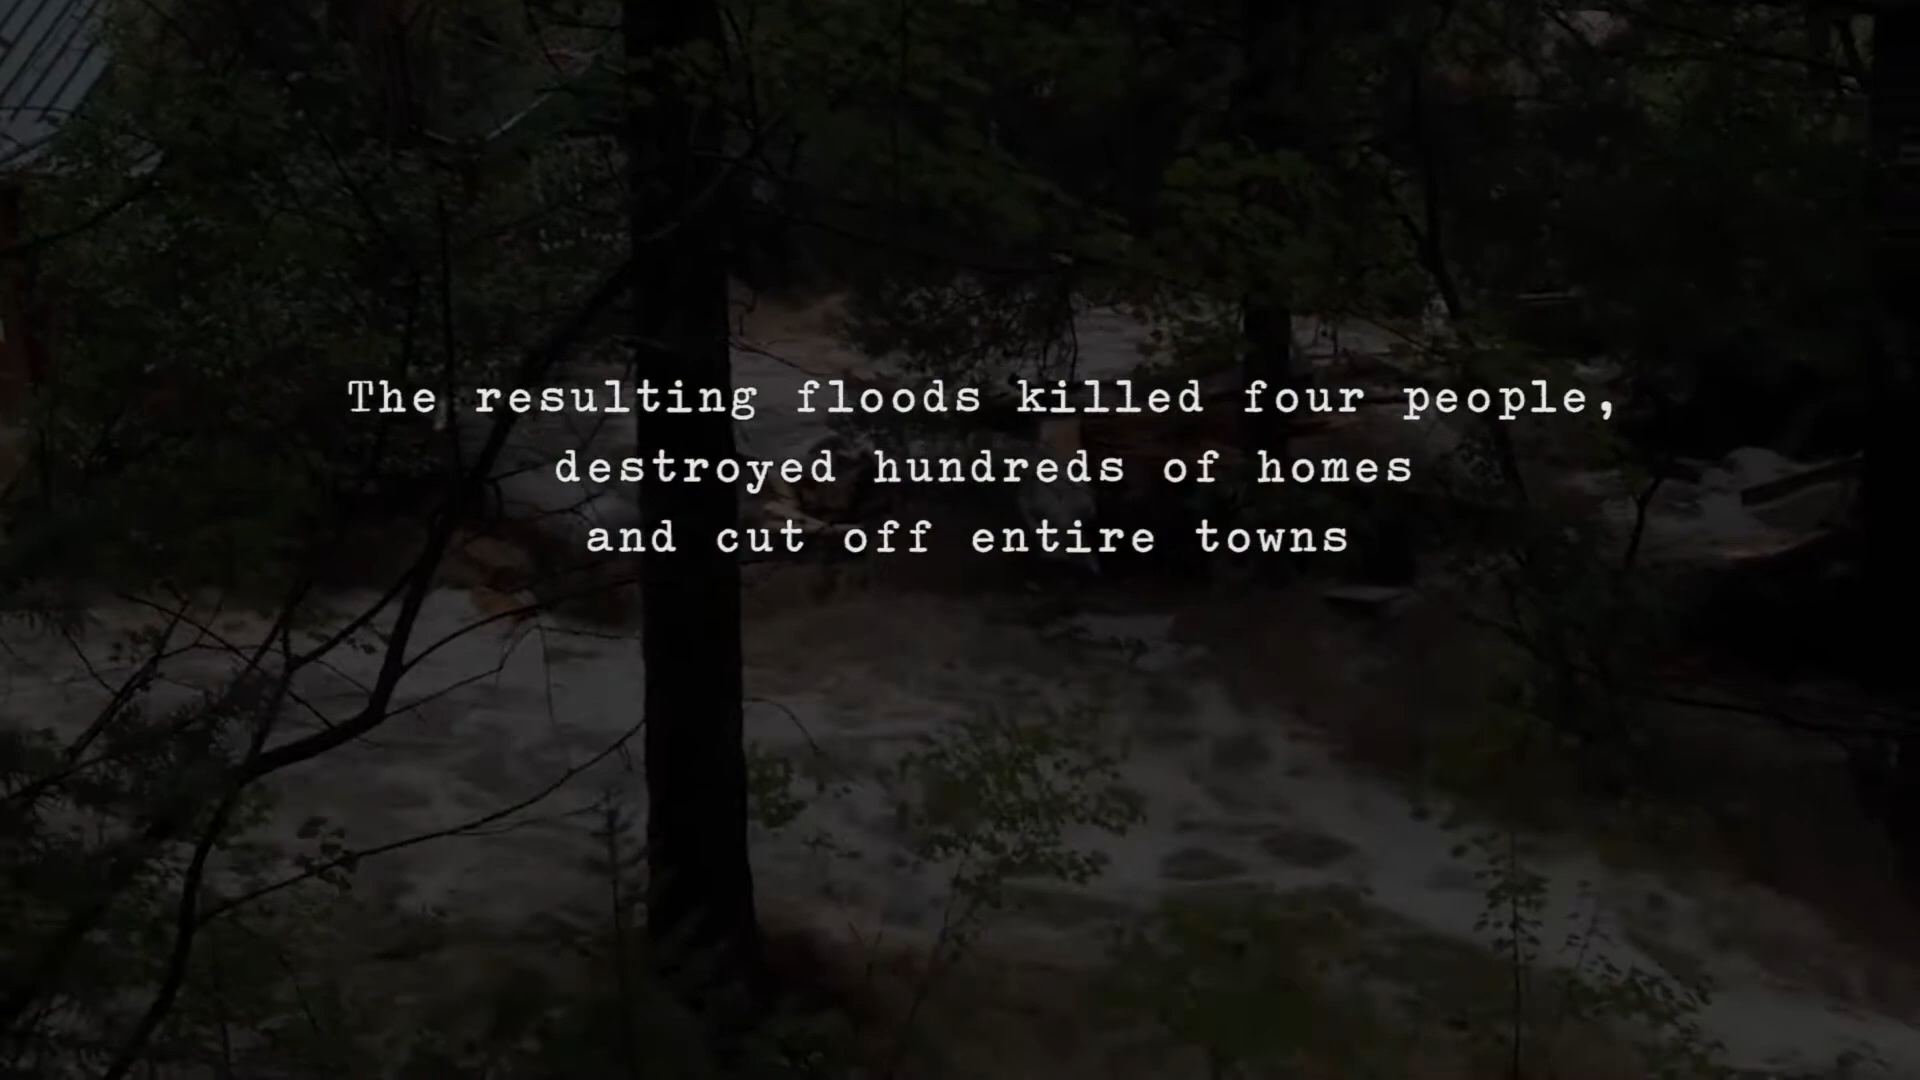 The resulting floods killed four people,
destroyed hundreds of homes
and cut off entire towns